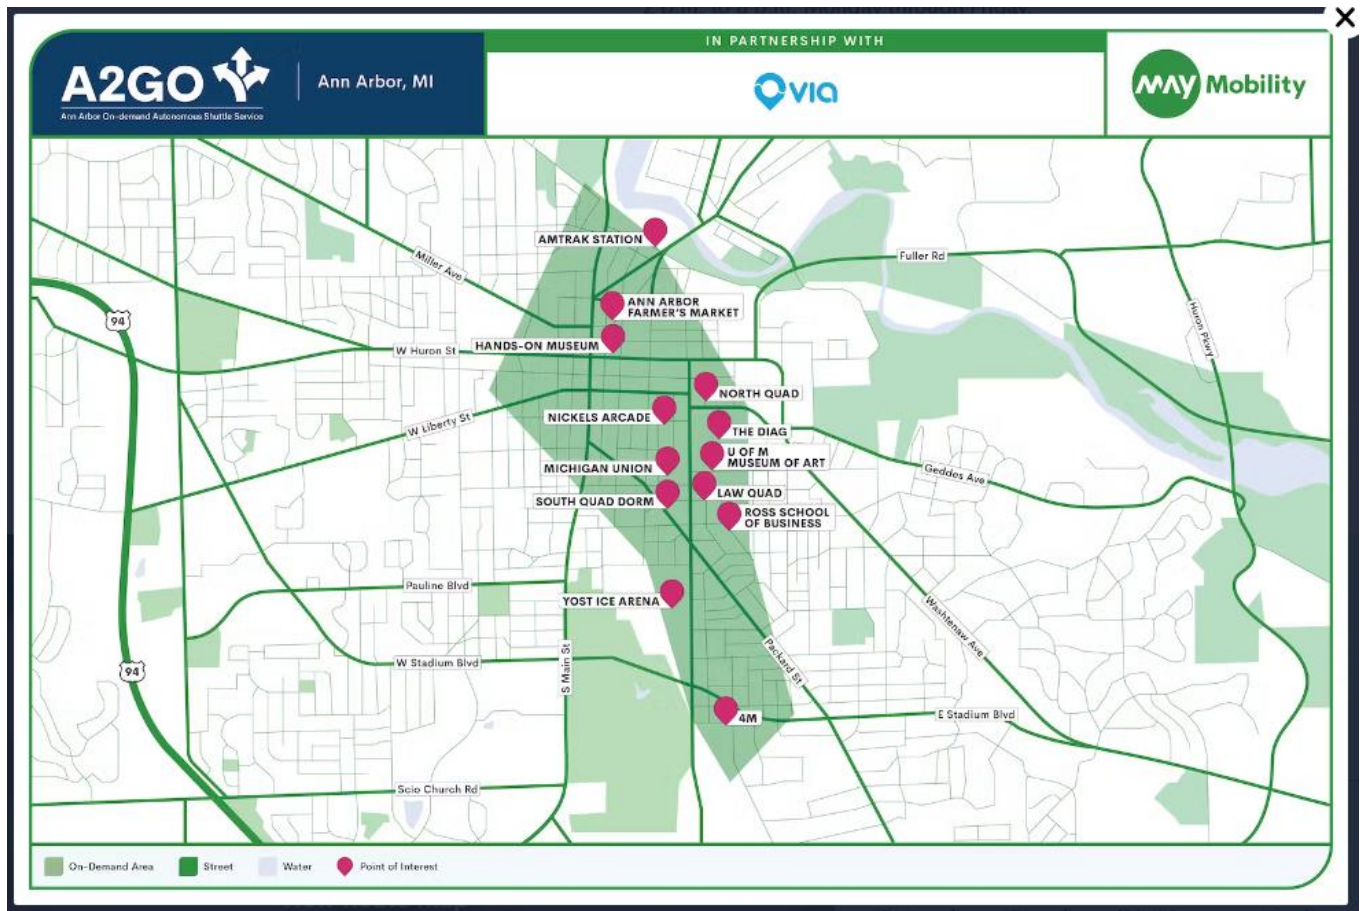 IN PARTNERSHIP WITH
A2GO
Ann Arbor, MI
Ann Arbor On-demand Autonomous Shuttle Service
via
MAY Mobility
AMTRAK STATION
Fuller Rd
Miller Ave
ANN ARBOR
FARMER'S MARKET
94
Huron Pkwy
HANDS-ON MUSEUM
W Huron St
NORTH QUAD
NICKELS ARCADE
W Liberty St
THE DIAG
U OF M
MUSEUM OF ART
MICHIGAN UNION
Geddes Ave
LAW QUAD
SOUTH QUAD DORM
ROSS SCHOOL
OF BUSINESS
Pauline Blvd
YOST ICE ARENA
Washtenaw Ave
W Stadium Blvd
S Main St
Packard St
94
4M
E Stadium Blvd
Scio Church Rd
On-Demand Area
Street
Water
Point of Interest